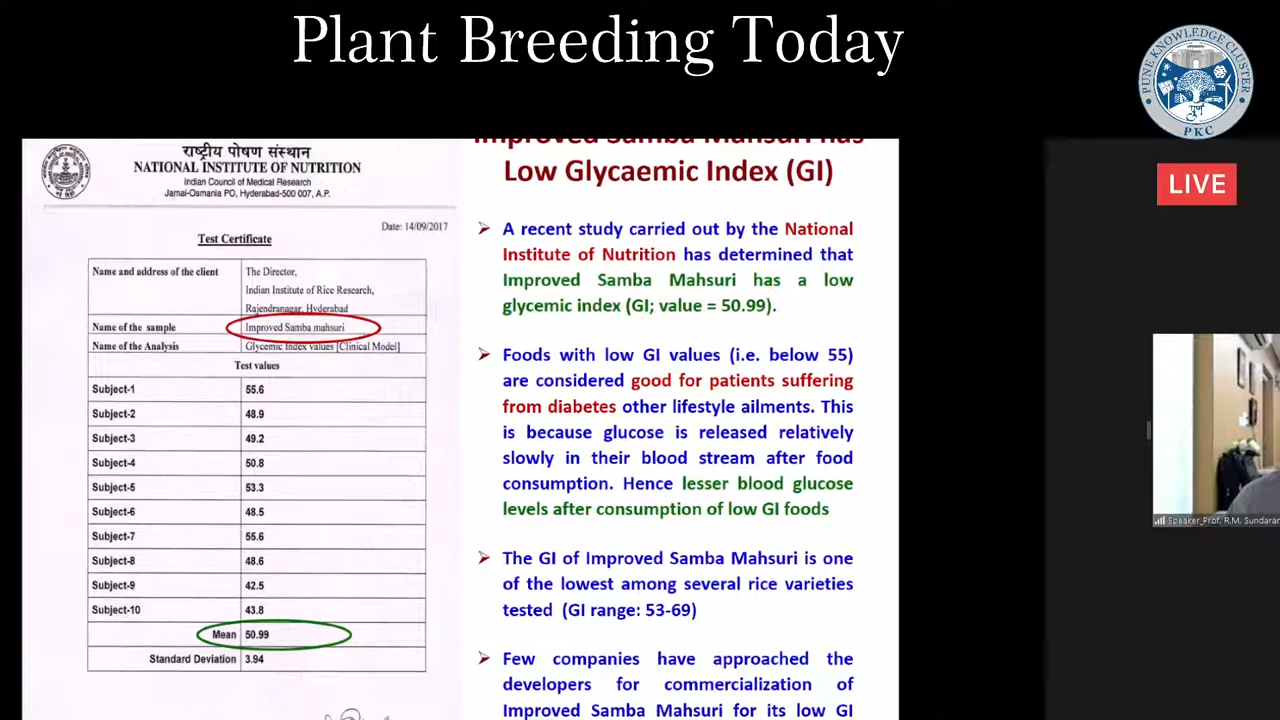 Plant Breeding Today
PUNE KNOWLEDGE CLUSTER
PKC
LIVE
राष्ट्रीय पोषण संस्थान
NATIONAL INSTITUTE OF NUTRITION
Indian Council of Medical Research
Jamai-Osmania PO, Hyderabad-500 007, A.P.
Date: 14/09/2017
Test Certificate
Name and address of the client The Director,
Indian Institute of Rice Research,
Rajendranagar, Hyderabad
Name of the sample Improved Samba mahsuri
Name of the Analysis Glycemic Index values [Clinical Model]
Test values
Subject-1 55.6
Subject-2 48.9
Subject-3 49.2
Subject-4 50.8
Subject-5 53.3
Subject-6 48.5
Subject-7 55.6
Subject-8 48.6
Subject-9 42.5
Subject-10 43.8
Mean 50.99
Standard Deviation 3.94
Improved Samba Mahsuri has
Low Glycaemic Index (GI)
➢ A recent study carried out by the National
Institute of Nutrition has determined that
Improved Samba Mahsuri has a low
glycemic index (GI; value = 50.99).
➢ Foods with low GI values (i.e. below 55)
are considered good for patients suffering
from diabetes other lifestyle ailments. This
is because glucose is released relatively
slowly in their blood stream after food
consumption. Hence lesser blood glucose
levels after consumption of low GI foods
➢ The GI of Improved Samba Mahsuri is one
of the lowest among several rice varieties
tested (GI range: 53-69)
➢ Few companies have approached the
developers for commercialization of
Improved Samba Mahsuri for its low GI
Speaker_Prof. R.M. Sundaram